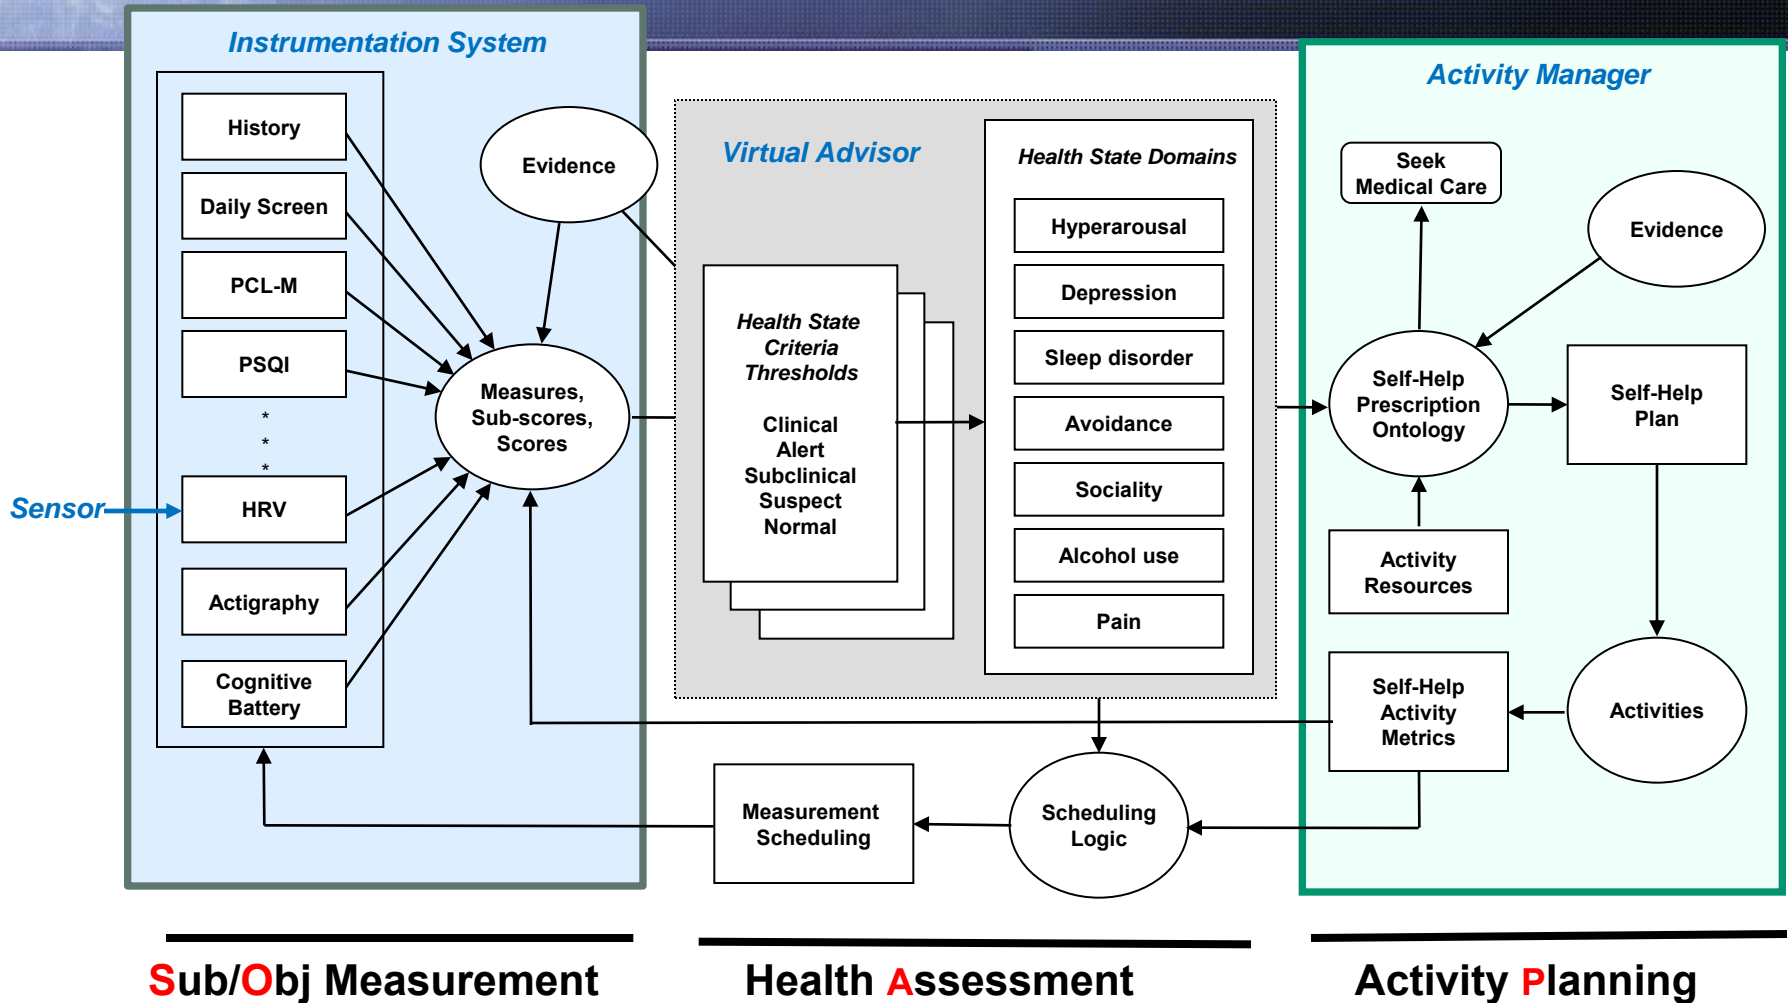 Instrumentation System
History
Daily Screen
PCL-M
PSQI
*
*
*
Sensor
HRV
Actigraphy
Cognitive
Battery
Evidence
Measures,
Sub-scores,
Scores
Virtual Advisor
Health State
Criteria
Thresholds
Clinical
Alert
Subclinical
Suspect
Normal
Health State Domains
Hyperarousal
Depression
Sleep disorder
Avoidance
Sociality
Alcohol use
Pain
Measurement
Scheduling
Scheduling
Logic
Activity Manager
Seek
Medical Care
Evidence
Self-Help
Prescription
Ontology
Self-Help
Plan
Activity
Resources
Self-Help
Activity
Metrics
Activities
Sub/Obj Measurement
Health Assessment
Activity Planning